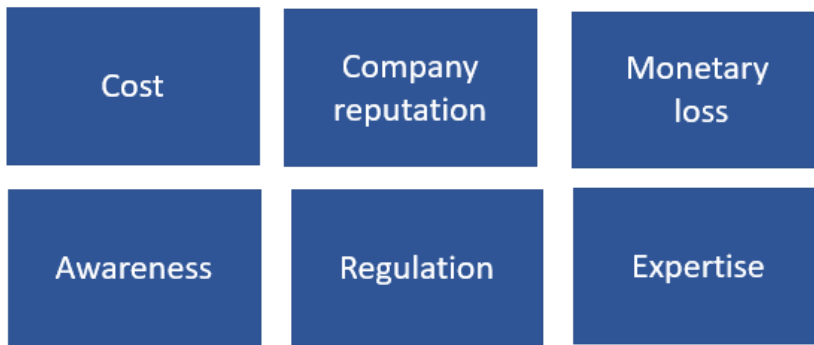 Cost
Company
reputation
Monetary
loss
Awareness
Regulation
Expertise